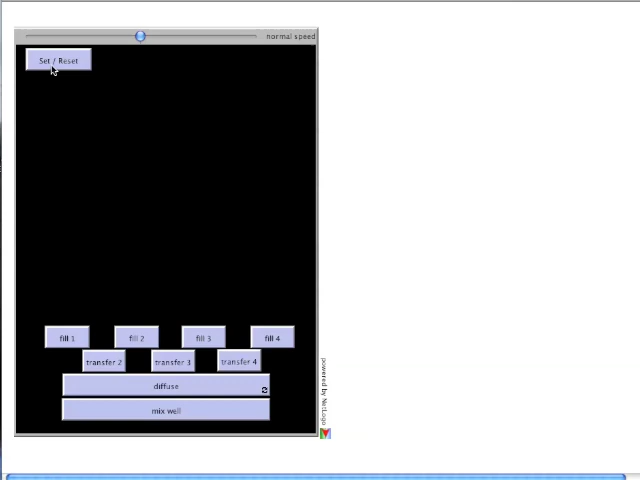 normal speed
Set / Reset
fill 1 fill 2 fill 3 fill 4
transfer 2 transfer 3 transfer 4
diffuse
mix well
powered by NetLogo